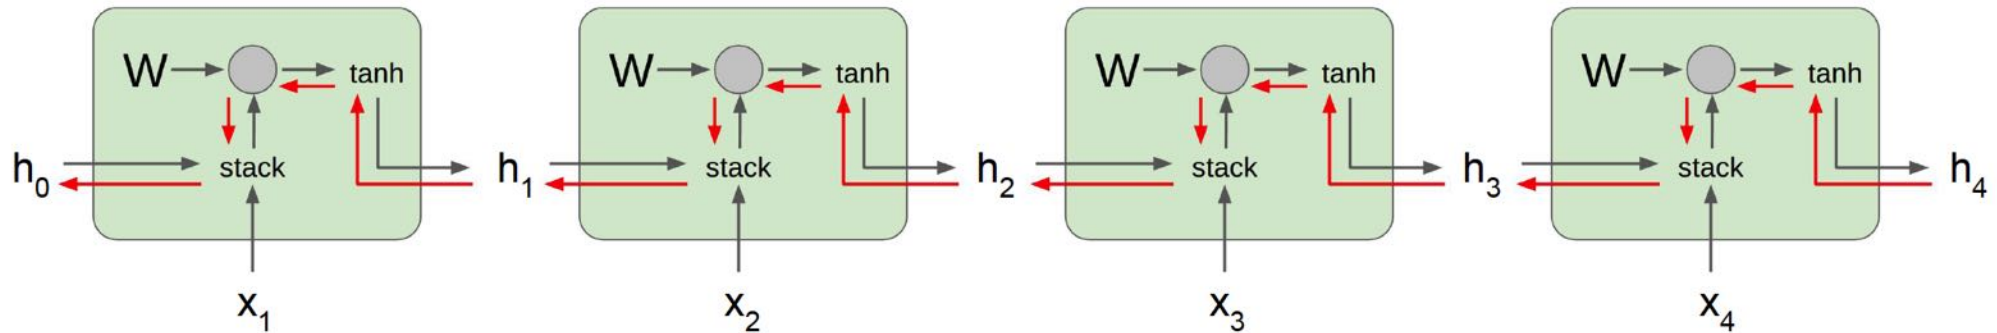 W tanh W tanh W tanh W tanh
h₀ stack h₁ stack h₂ stack h₃ stack h₄
x₁ x₂ x₃ x₄